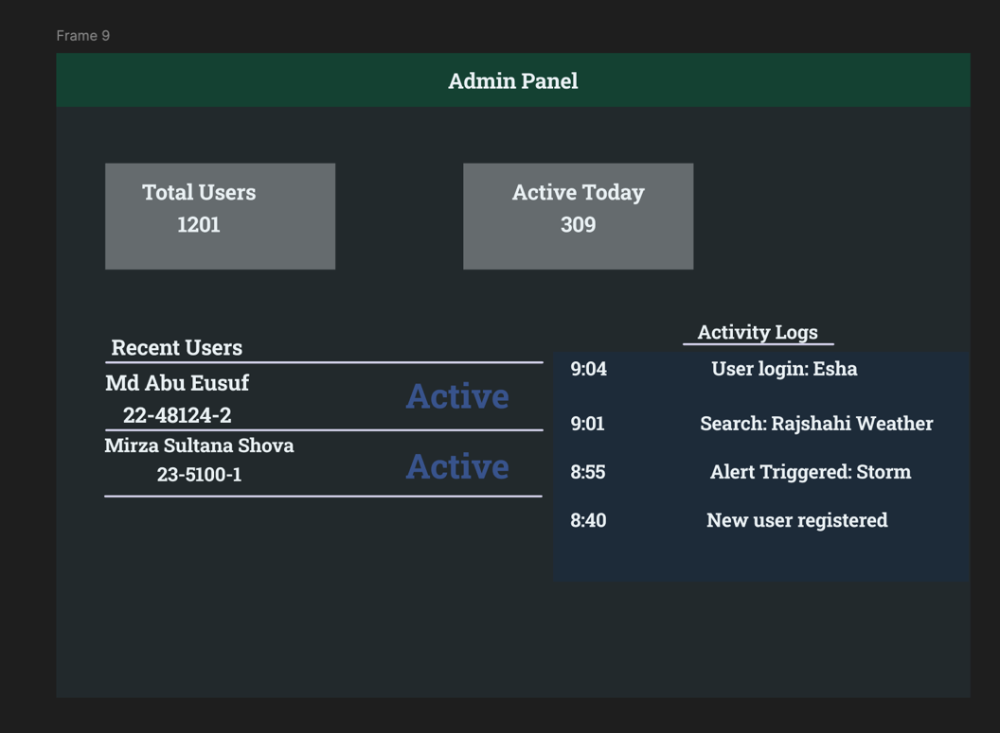 Frame 9
Admin Panel
Total Users
1201
Active Today
309
Recent Users
Md Abu Eusuf
22-48124-2
Active
Mirza Sultana Shova
23-5100-1
Active
Activity Logs
9:04 User login: Esha
9:01 Search: Rajshahi Weather
8:55 Alert Triggered: Storm
8:40 New user registered